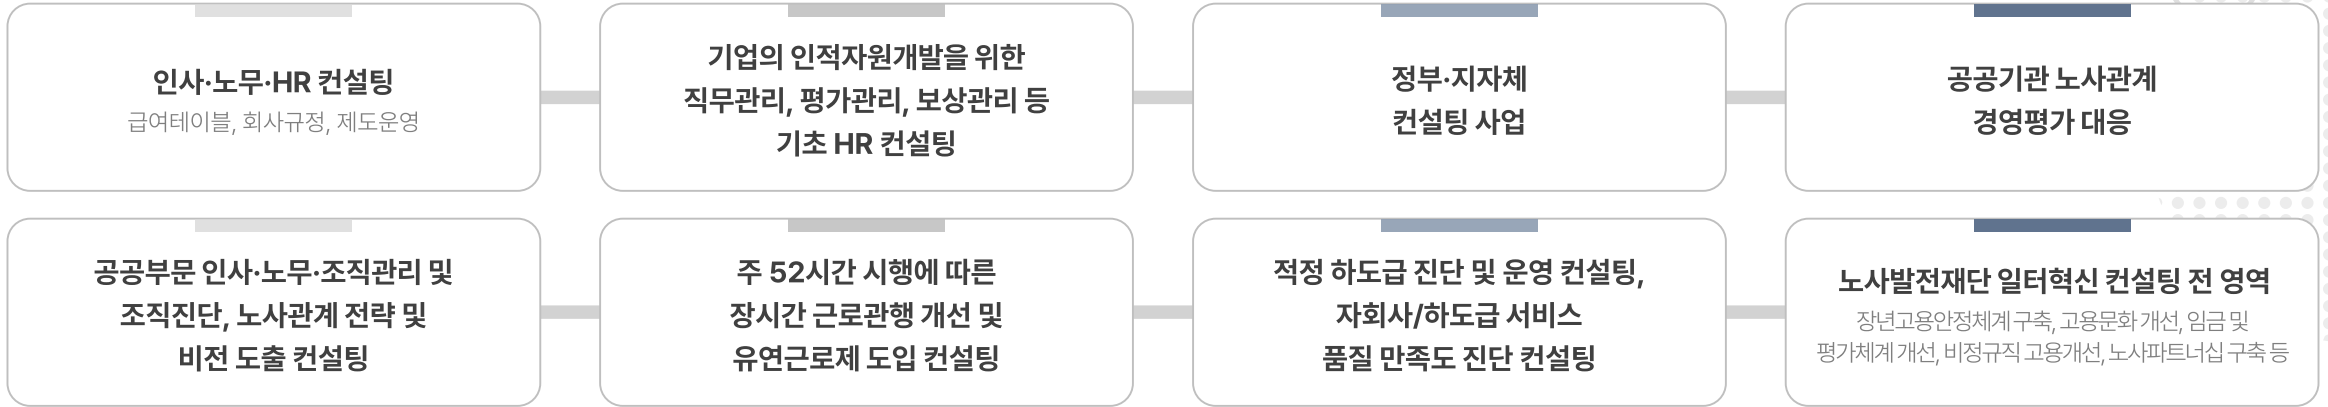 인사·노무·HR 컨설팅
급여테이블, 회사규정, 제도운영
기업의 인적자원개발을 위한
직무관리, 평가관리, 보상관리 등
기초 HR 컨설팅
정부·지자체
컨설팅 사업
공공기관 노사관계
경영평가 대응
공공부문 인사·노무·조직관리 및
조직진단, 노사관계 전략 및
비전 도출 컨설팅
주 52시간 시행에 따른
장시간 근로관행 개선 및
유연근로제 도입 컨설팅
적정 하도급 진단 및 운영 컨설팅,
자회사/하도급 서비스
품질 만족도 진단 컨설팅
노사발전재단 일터혁신 컨설팅 전 영역
장년고용안정체계 구축, 고용문화 개선, 임금 및
평가체계 개선, 비정규직 고용개선, 노사파트너십 구축 등